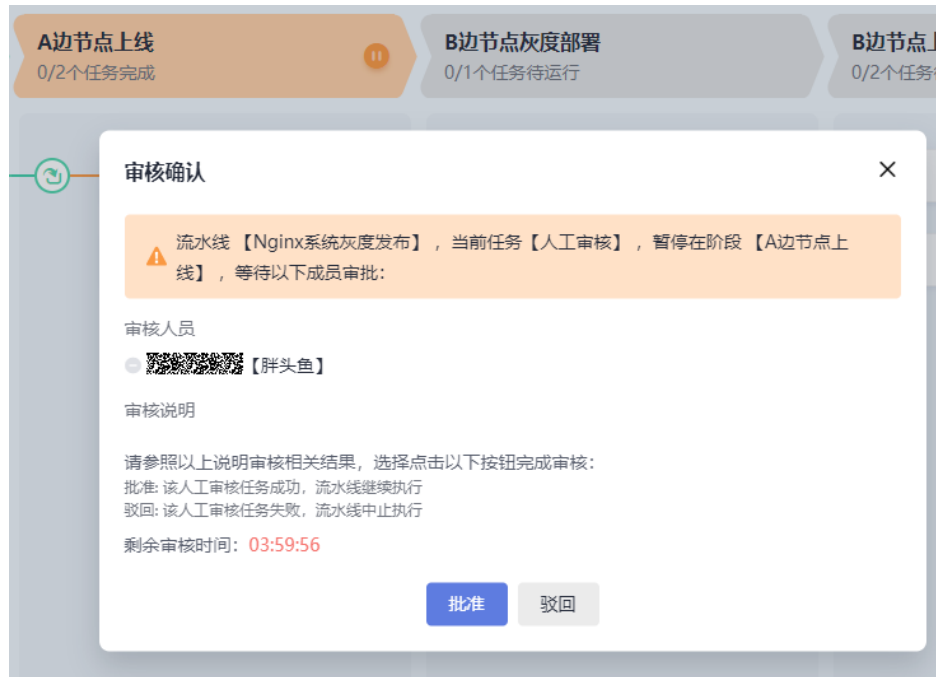 A边节点上线
0/2个任务完成
B边节点灰度部署
0/1个任务待运行
B边节点
0/2个任务
审核确认
流水线 【Nginx系统灰度发布】 ，当前任务【人工审核】 ，暂停在阶段 【A边节点上
线】 ，等待以下成员审批：
审核人员
【胖头鱼】
审核说明
请参照以上说明审核相关结果，选择点击以下按钮完成审核：
批准: 该人工审核任务成功，流水线继续执行
驳回: 该人工审核任务失败，流水线中止执行
剩余审核时间： 03:59:56
批准
驳回